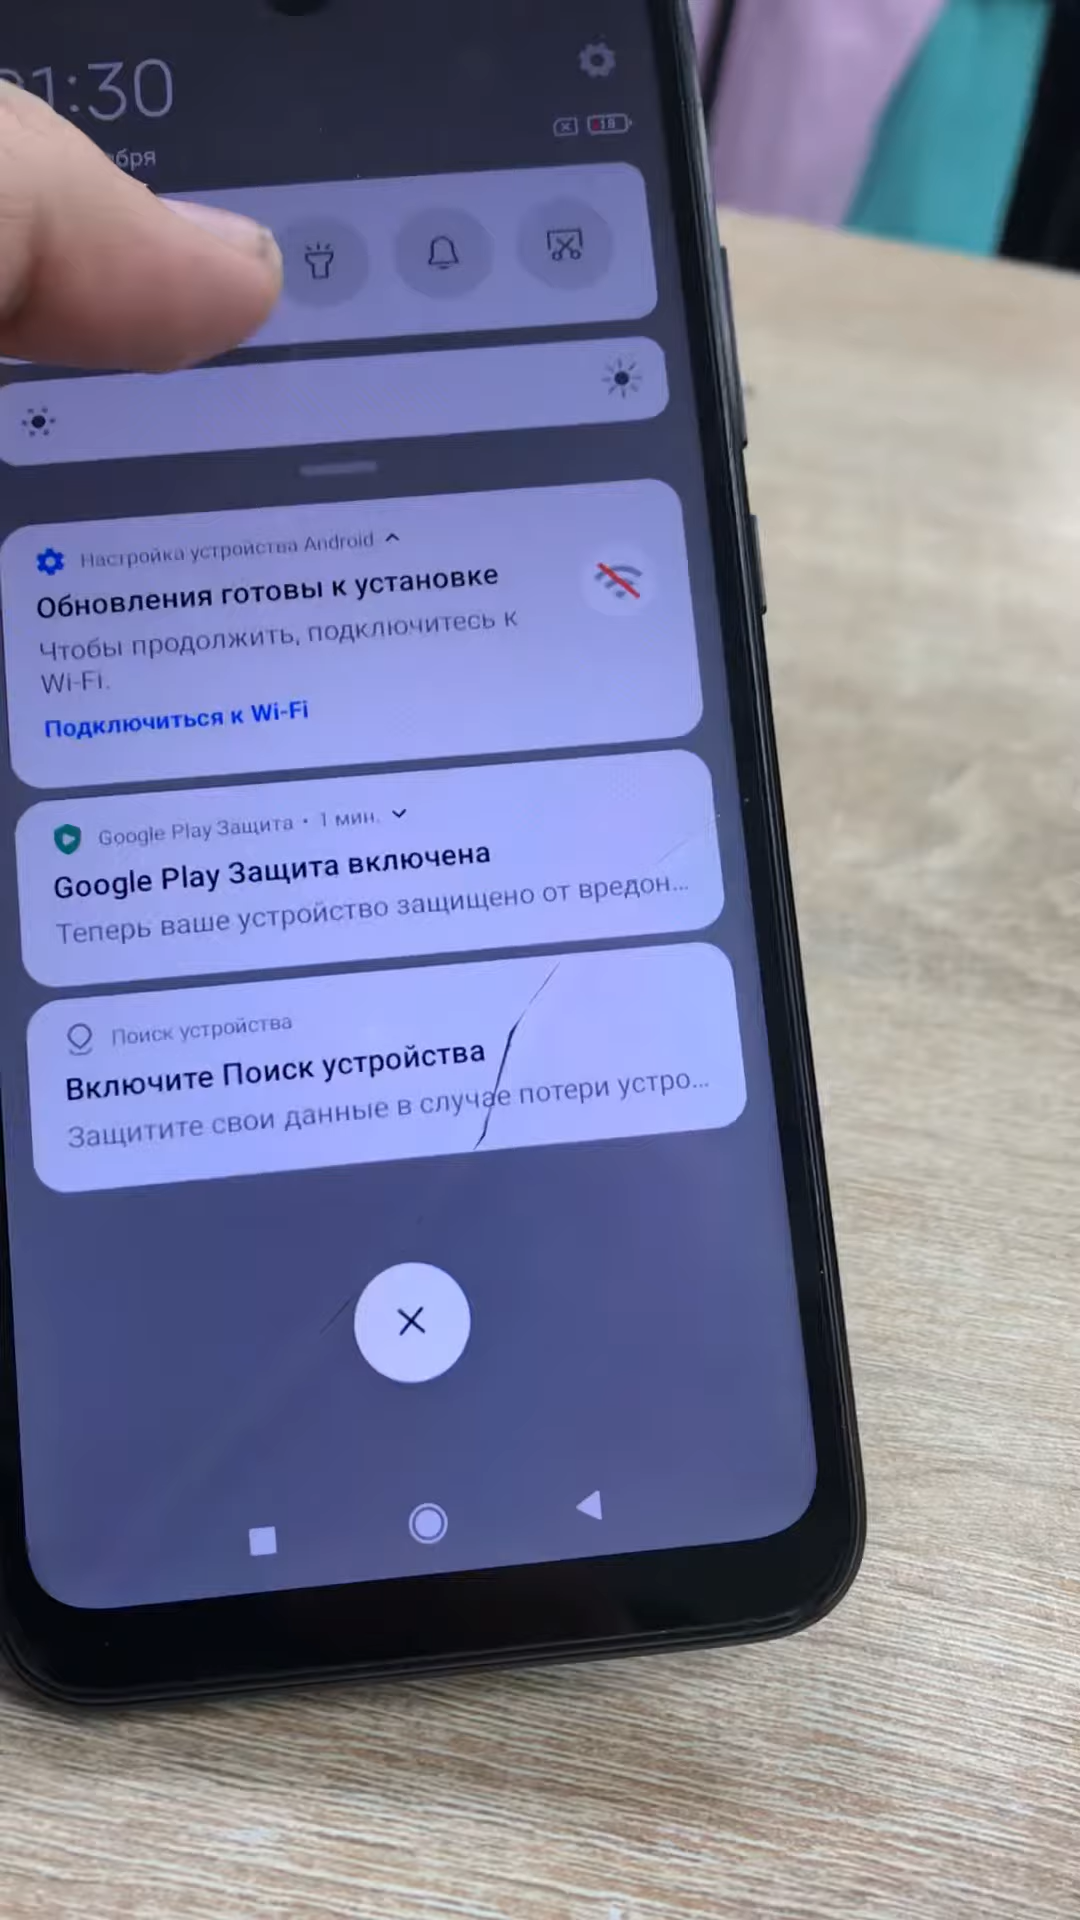 1:30
18
Настройка устройства Android
Обновления готовы к установке
Чтобы продолжить, подключитесь к
Wi-Fi.
Подключиться к Wi-Fi
Google Play Защита • 1 мин.
Google Play Защита включена
Теперь ваше устройство защищено от вредон...
Поиск устройства
Включите Поиск устройства
Защитите свои данные в случае потери устро...